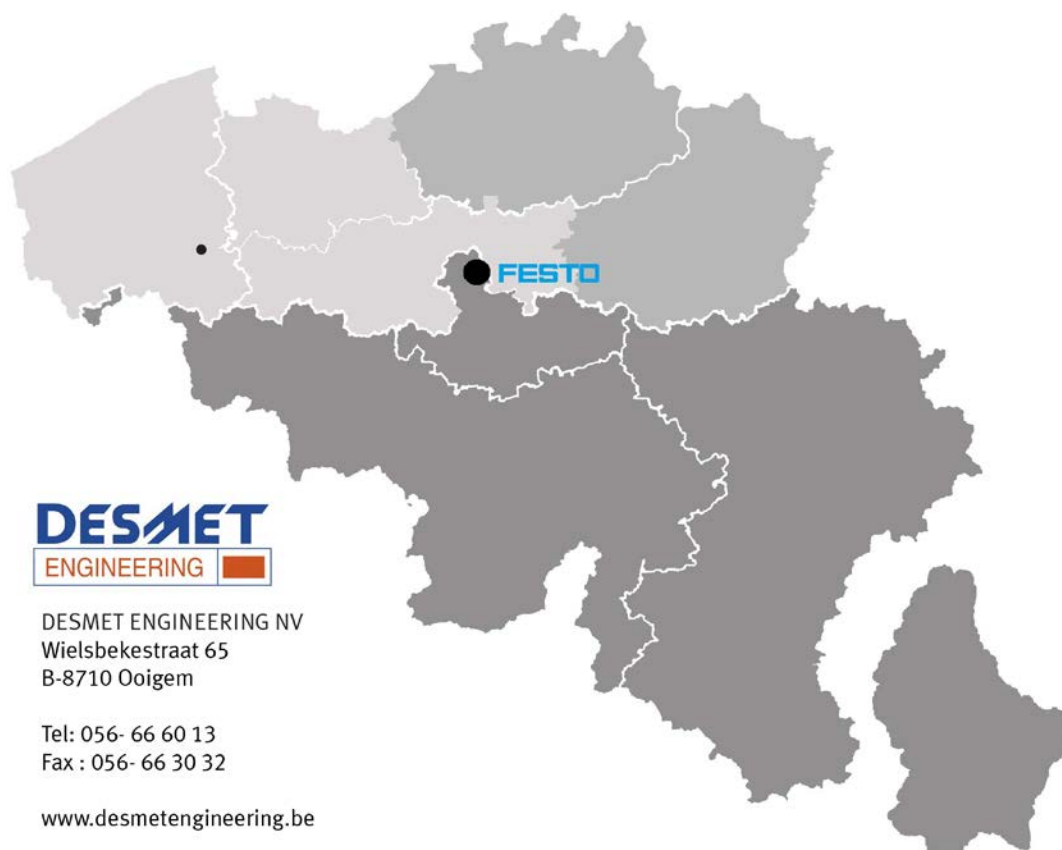 FESTO
DESMET
ENGINEERING
DESMET ENGINEERING NV
Wielsbekestraat 65
B-8710 Ooigem
Tel: 056- 66 60 13
Fax : 056- 66 30 32
www.desmetengineering.be